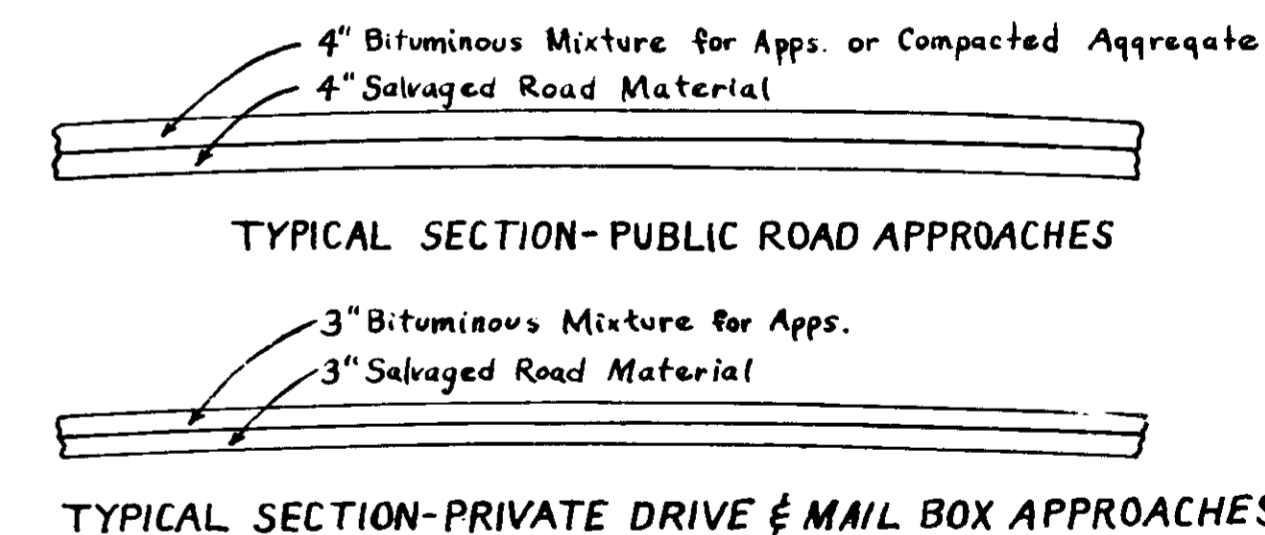 4" Bituminous Mixture for Apps. or Compacted Aggregate
4" Salvaged Road Material
TYPICAL SECTION-PUBLIC ROAD APPROACHES
3" Bituminous Mixture for Apps.
3" Salvaged Road Material
TYPICAL SECTION-PRIVATE DRIVE & MAIL BOX APPROACHES